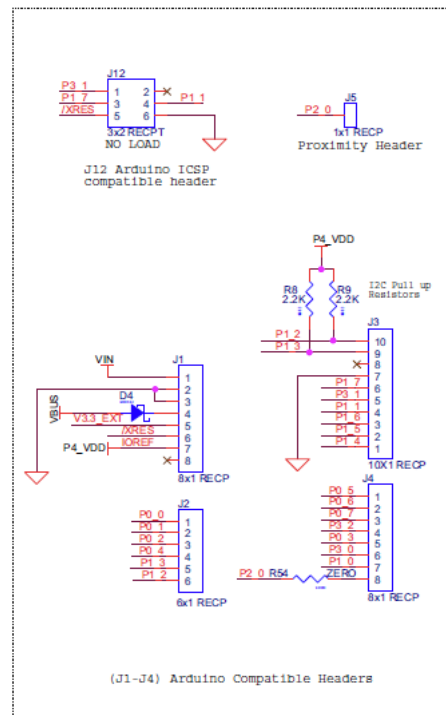 J12
P3_1 1 2
P1_7 3 4 P1_1
/XRES 5 6
3x2 RECPT
NO LOAD
J12 Arduino ICSP
compatible header
J5
P2_0
1x1 RECP
Proximity Header
P4_VDD
R8
2.2K
R9
2.2K
I2C Pull up
Resistors
J3
P1_2 10
P1_3 9
8
7
P1_7 6
P3_1 5
P1_1 4
P1_6 3
P1_5 2
P1_4 1
10X1 RECP
J1
VIN 1
2
3
VBUS D4 4
V3.3_EXT 5
/XRES 6
P4_VDD IOREF 7
8
8x1 RECP
J2
P0_0 1
P0_1 2
P0_2 3
P0_4 4
P1_3 5
P1_2 6
6x1 RECP
J4
P0_5 1
P0_6 2
P0_7 3
P3_2 4
P0_3 5
P3_0 6
P1_0 7
P2_0 R54 ZERO 8
8x1 RECP
(J1-J4) Arduino Compatible Headers